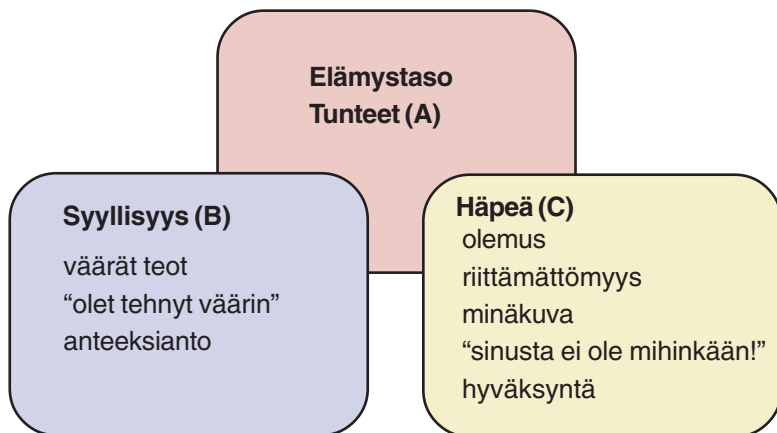 Elämystaso
Tunteet (A)
Syyllisyys (B)
väärät teot
“olet tehnyt väärin”
anteeksianto
Häpeä (C)
olemus
riittämättömyys
minäkuva
“sinusta ei ole mihinkään!”
hyväksyntä